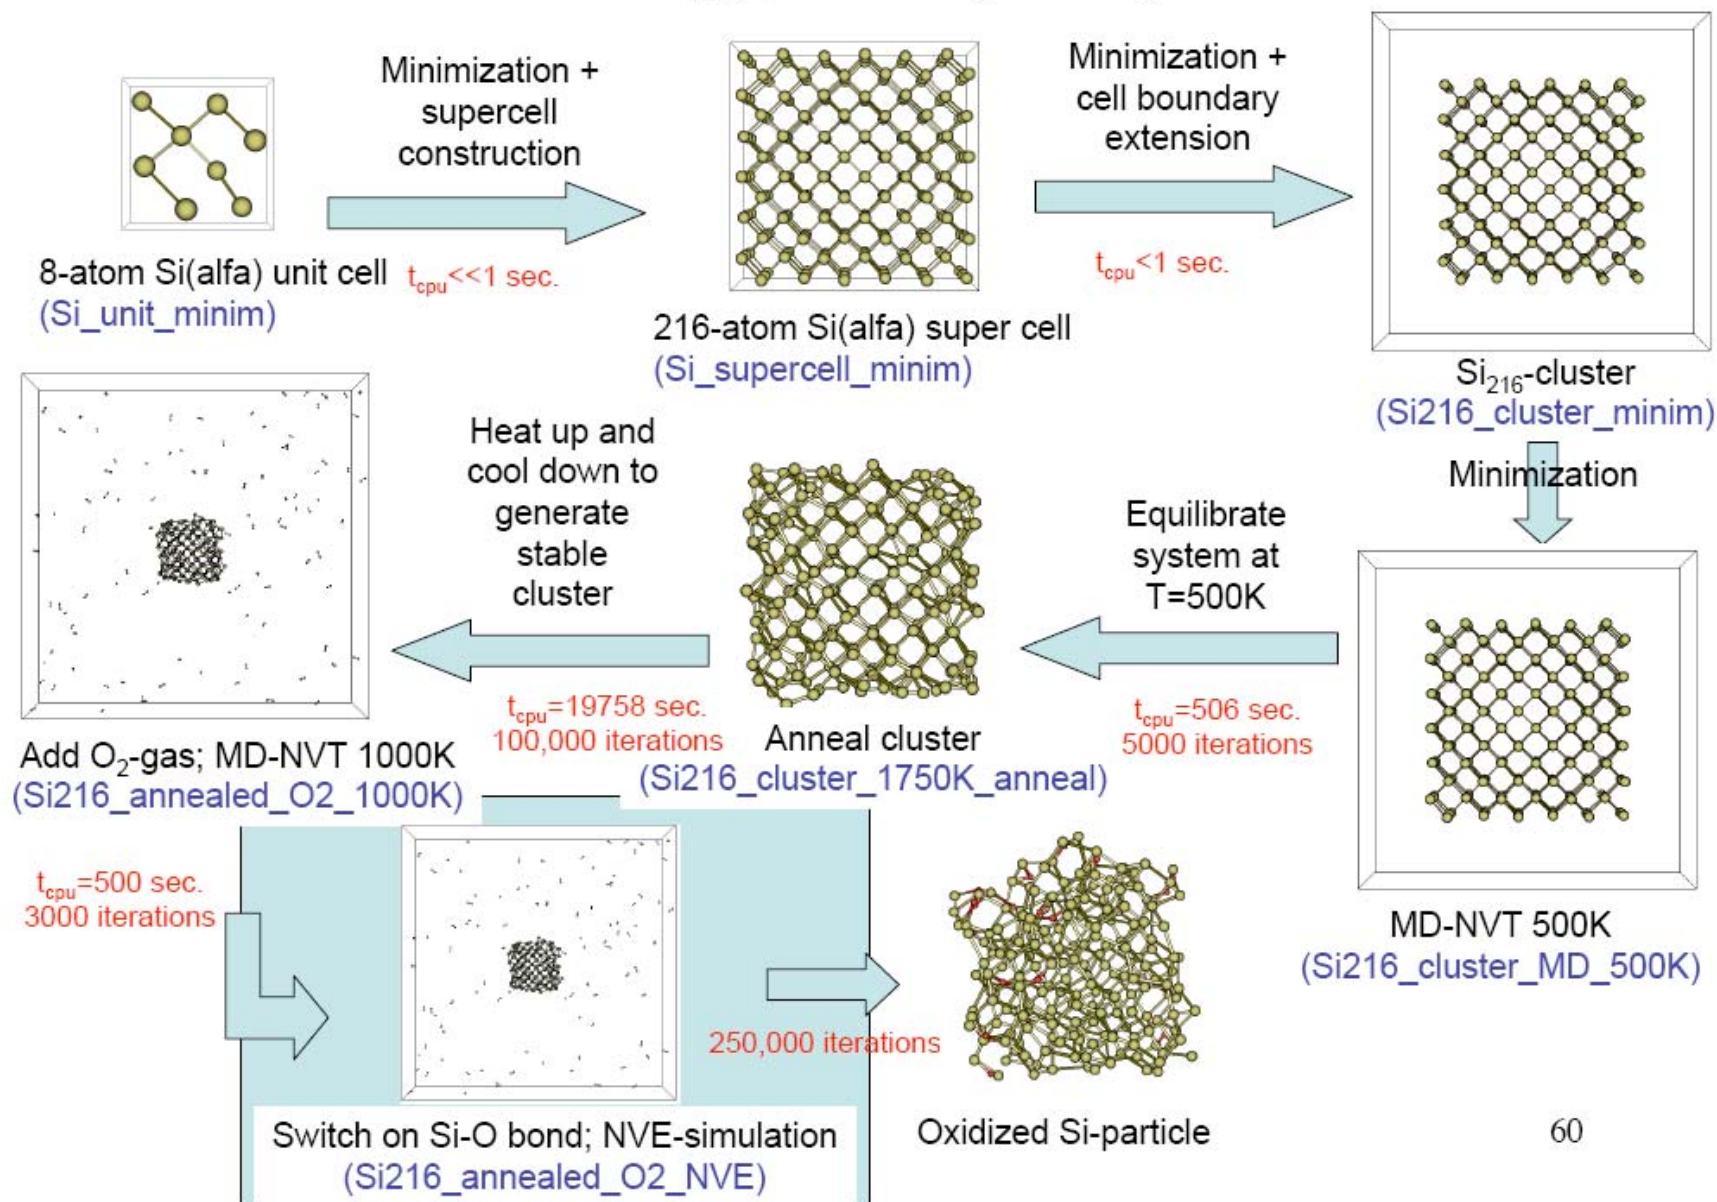 Minimization +
supercell
construction
t_cpu<<1 sec.
8-atom Si(alfa) unit cell
(Si_unit_minim)
216-atom Si(alfa) super cell
(Si_supercell_minim)
Minimization +
cell boundary
extension
t_cpu<1 sec.
Si₂₁₆-cluster
(Si216_cluster_minim)
Minimization
MD-NVT 500K
(Si216_cluster_MD_500K)
Equilibrate
system at
T=500K
t_cpu=506 sec.
5000 iterations
Anneal cluster
(Si216_cluster_1750K_anneal)
Heat up and
cool down to
generate
stable
cluster
t_cpu=19758 sec.
100,000 iterations
Add O₂-gas; MD-NVT 1000K
(Si216_annealed_O2_1000K)
t_cpu=500 sec.
3000 iterations
Switch on Si-O bond; NVE-simulation
(Si216_annealed_O2_NVE)
250,000 iterations
Oxidized Si-particle
60